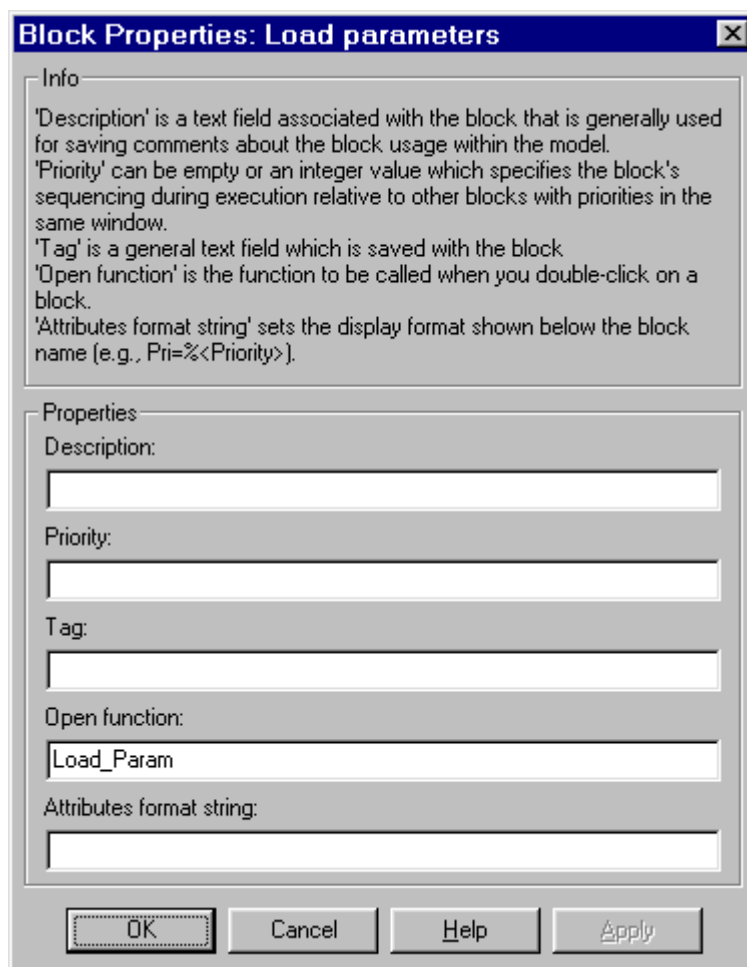 Block Properties: Load parameters
Info
'Description' is a text field associated with the block that is generally used
for saving comments about the block usage within the model.
'Priority' can be empty or an integer value which specifies the block's
sequencing during execution relative to other blocks with priorities in the
same window.
'Tag' is a general text field which is saved with the block
'Open function' is the function to be called when you double-click on a
block.
'Attributes format string' sets the display format shown below the block
name (e.g., Pri=%<Priority>).
Properties
Description:
Priority:
Tag:
Open function:
Load_Param
Attributes format string:
OK Cancel Help Apply